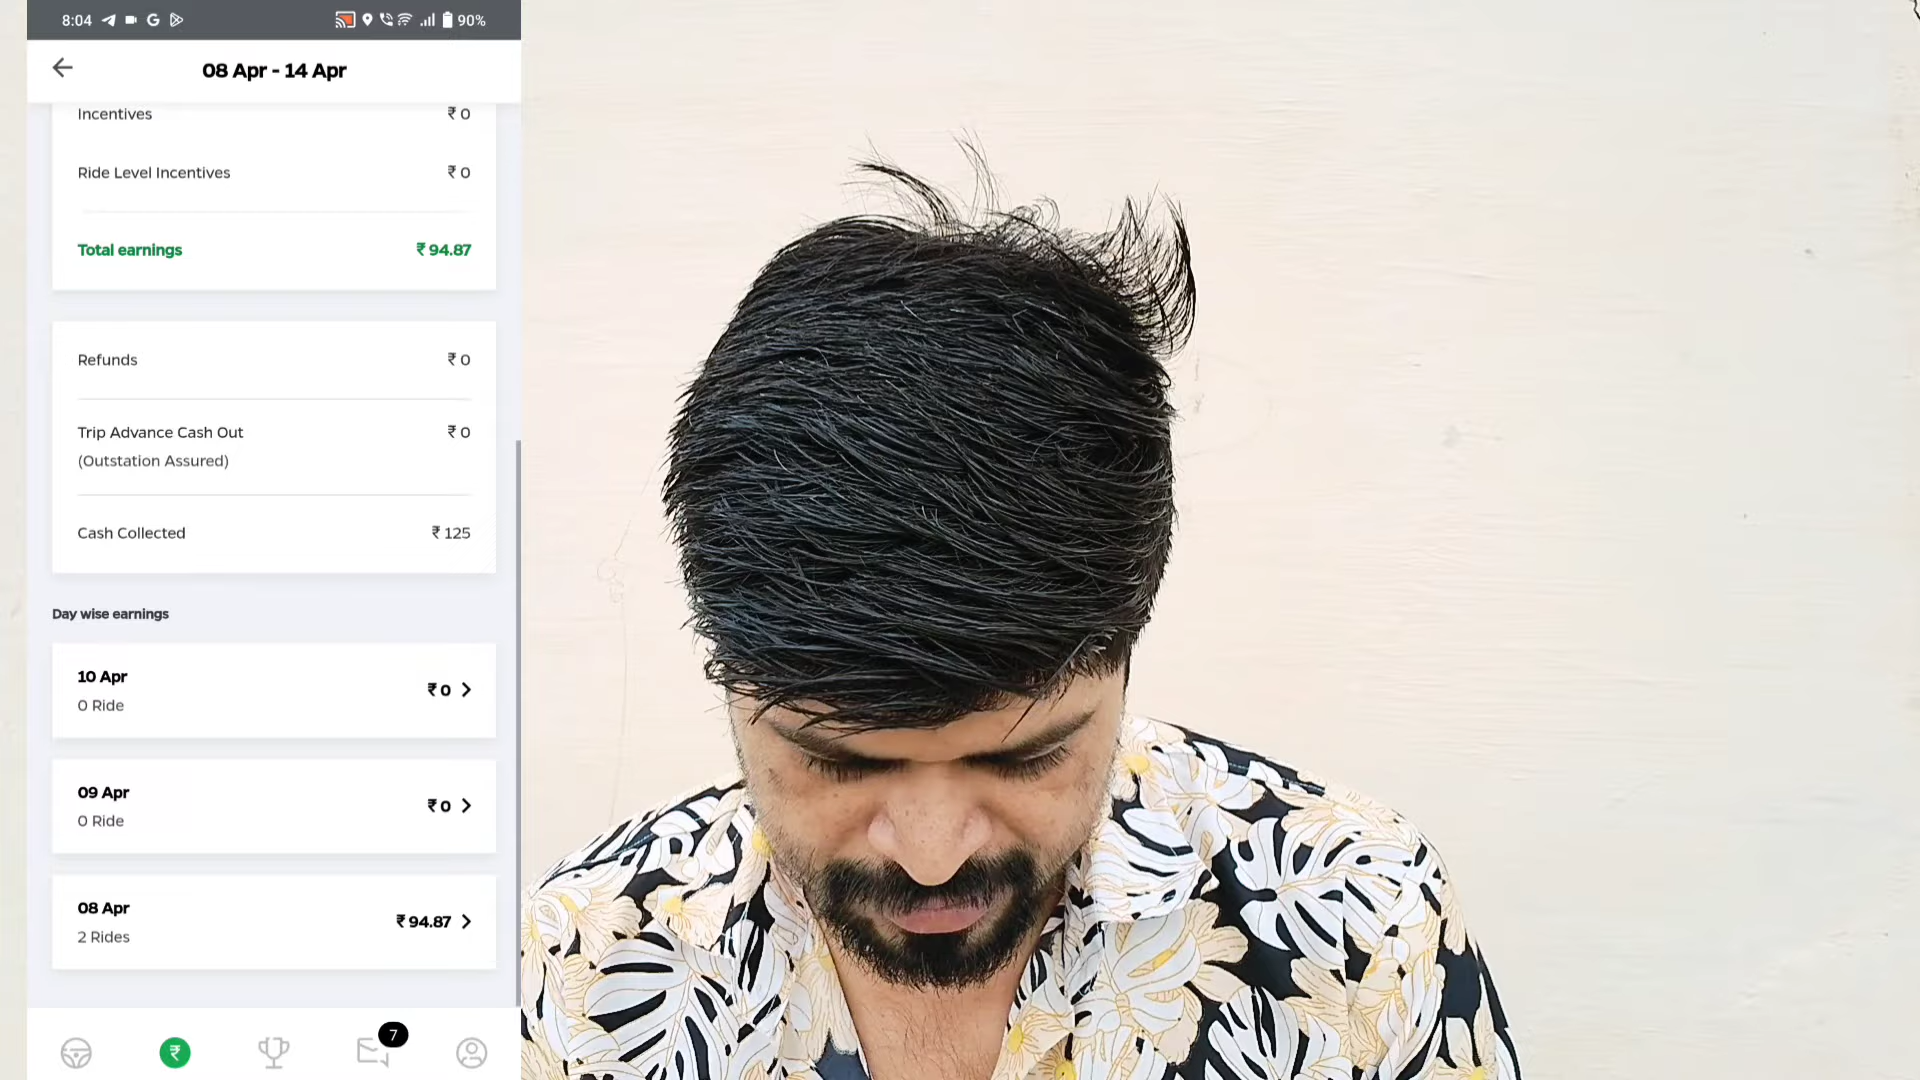 8:04
90%
08 Apr - 14 Apr
Incentives ₹ 0
Ride Level Incentives ₹ 0
Total earnings ₹ 94.87
Refunds ₹ 0
Trip Advance Cash Out ₹ 0
(Outstation Assured)
Cash Collected ₹ 125
Day wise earnings
10 Apr
0 Ride
₹ 0
09 Apr
0 Ride
₹ 0
08 Apr
2 Rides
₹ 94.87
7